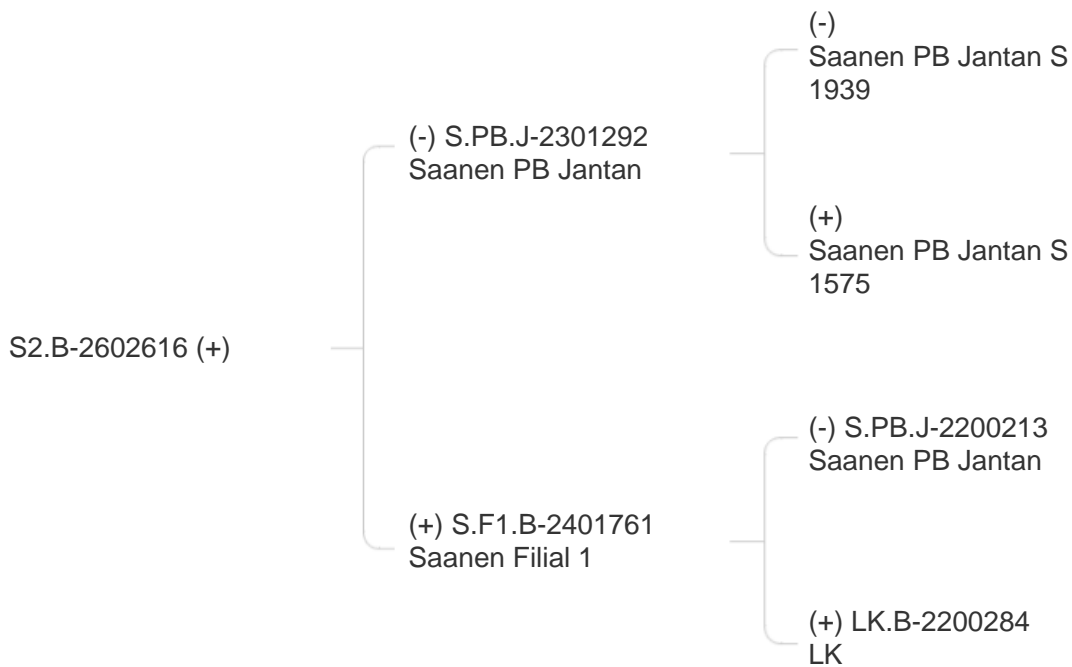 (-)
Saanen PB Jantan S
1939
(-) S.PB.J-2301292
Saanen PB Jantan
(+)
Saanen PB Jantan S
1575
S2.B-2602616 (+)
(-) S.PB.J-2200213
Saanen PB Jantan
(+) S.F1.B-2401761
Saanen Filial 1
(+) LK.B-2200284
LK